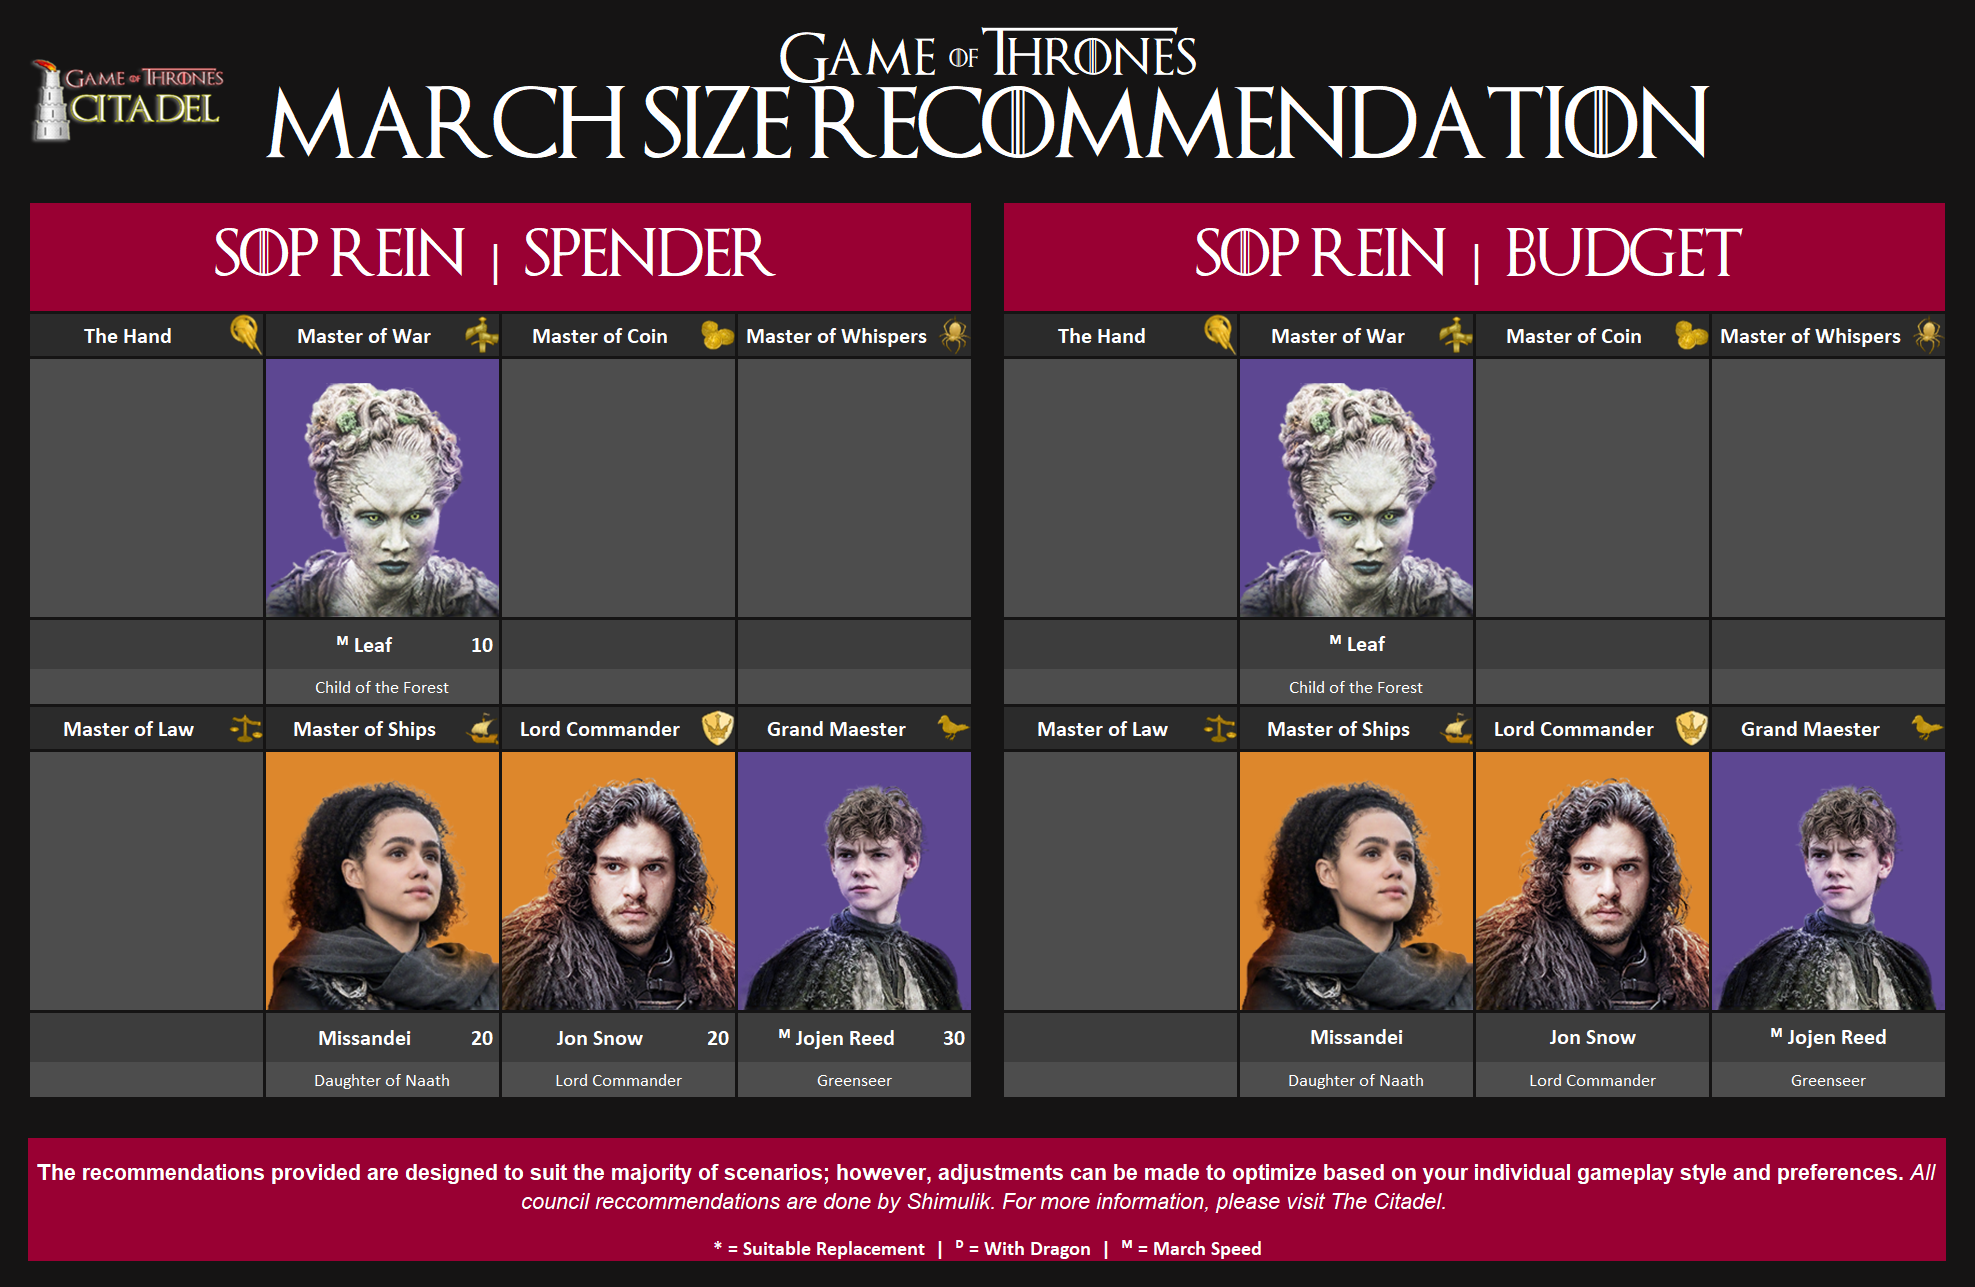 GAME OF THRONES
CITADEL
GAME OF THRONES
MARCH SIZE RECOMMENDATION
SOP REIN | SPENDER
The Hand
Master of War
Master of Coin
Master of Whispers
ᴹ Leaf 10
Child of the Forest
Master of Law
Master of Ships
Lord Commander
Grand Maester
Missandei 20
Jon Snow 20
ᴹ Jojen Reed 30
Daughter of Naath
Lord Commander
Greenseer
SOP REIN | BUDGET
The Hand
Master of War
Master of Coin
Master of Whispers
ᴹ Leaf
Child of the Forest
Master of Law
Master of Ships
Lord Commander
Grand Maester
Missandei
Jon Snow
ᴹ Jojen Reed
Daughter of Naath
Lord Commander
Greenseer
The recommendations provided are designed to suit the majority of scenarios; however, adjustments can be made to optimize based on your individual gameplay style and preferences. All
council reccommendations are done by Shimulik. For more information, please visit The Citadel.
* = Suitable Replacement | ᴰ = With Dragon | ᴹ = March Speed